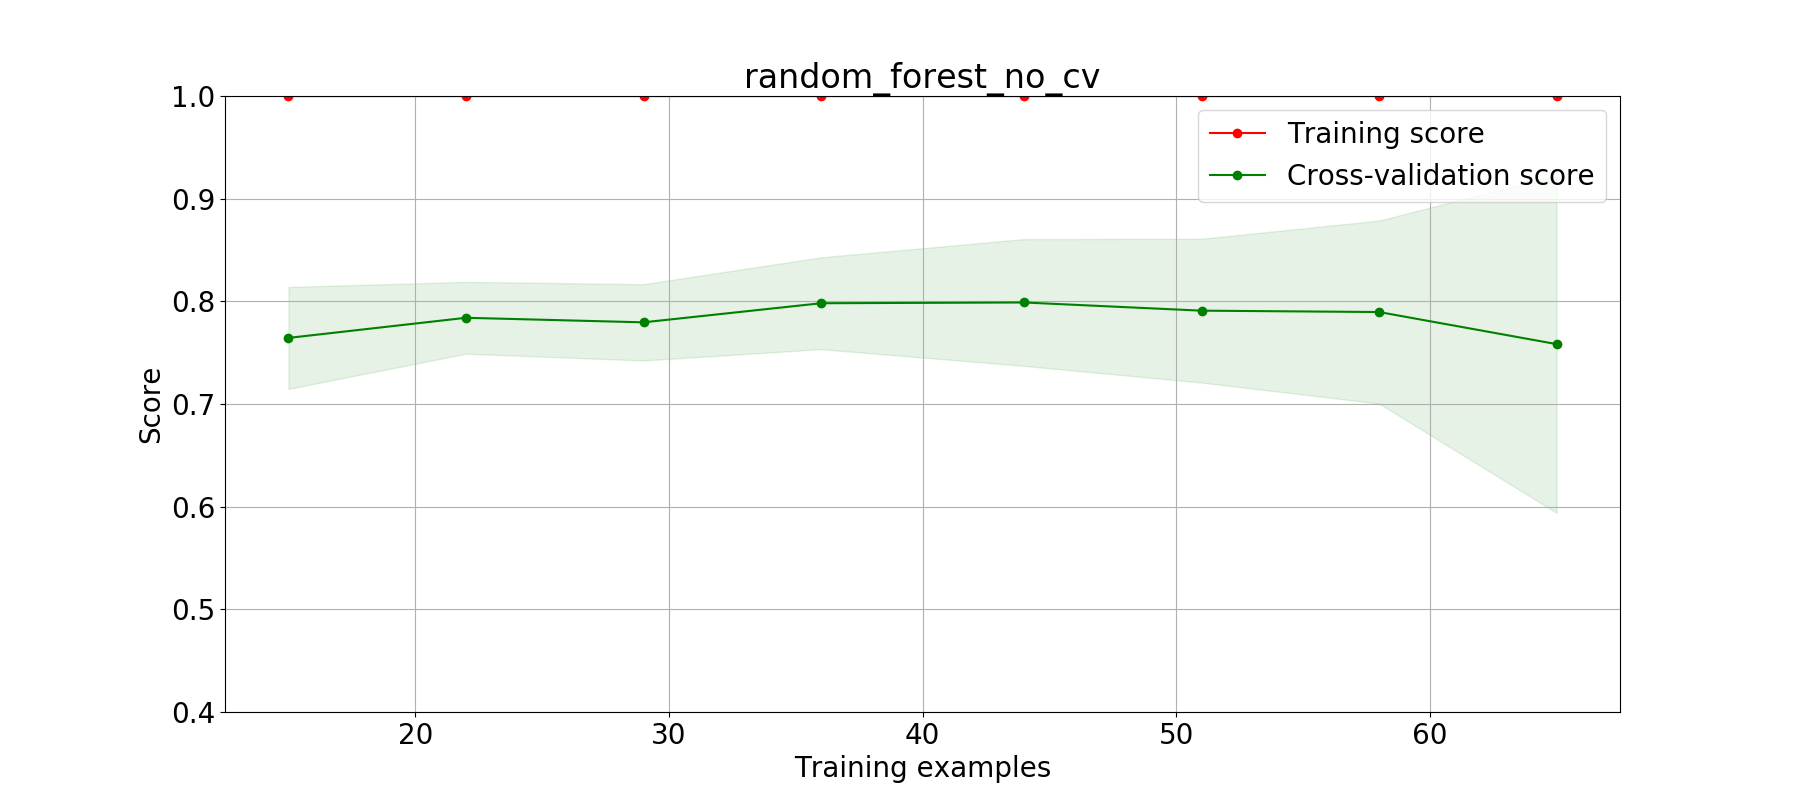 random_forest_no_cv
1.0
0.9
0.8
0.7
0.6
0.5
0.4
Score
Training score
Cross-validation score
20 30 40 50 60
Training examples